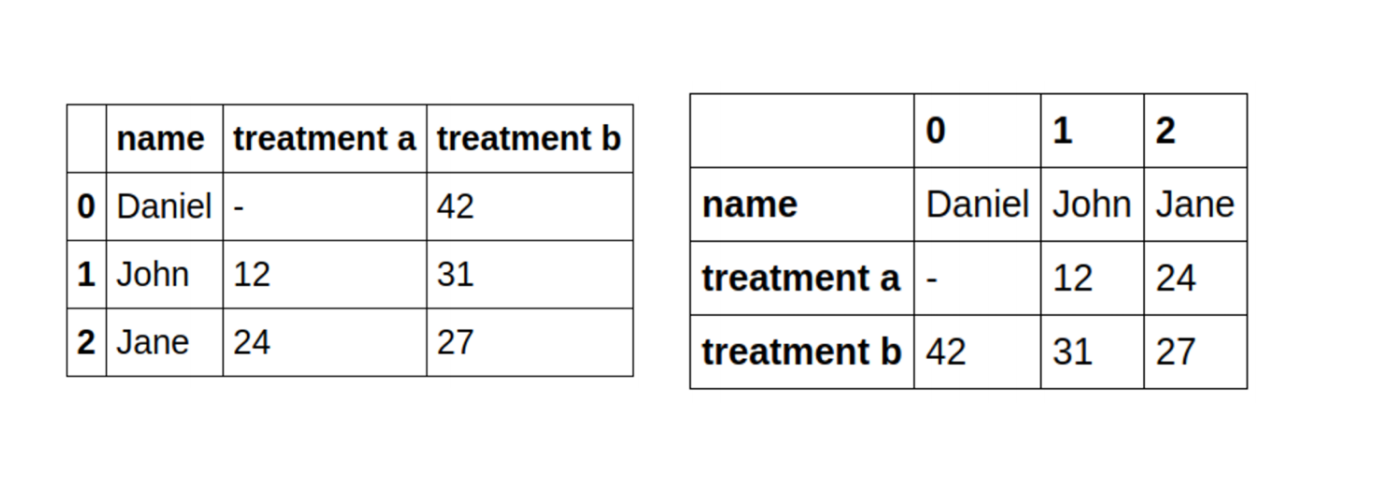 name treatment a treatment b
0 Daniel - 42
1 John 12 31
2 Jane 24 27
0 1 2
name Daniel John Jane
treatment a - 12 24
treatment b 42 31 27